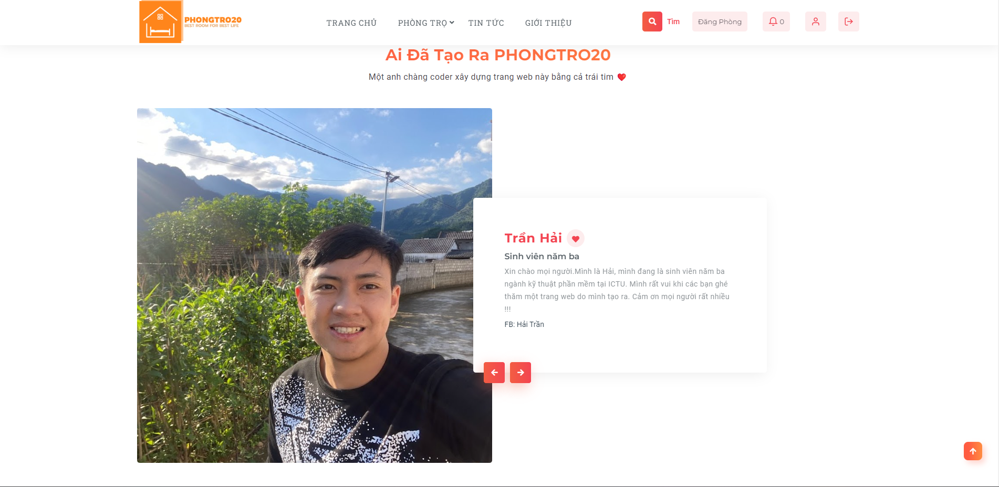 PHONGTRO20
BEST ROOM FOR BEST LIFE
TRANG CHỦ
PHÒNG TRỌ
TIN TỨC
GIỚI THIỆU
Tìm
Đăng Phòng
0
Ai Đã Tạo Ra PHONGTRO20
Một anh chàng coder xây dựng trang web này bằng cả trái tim ❤️
Trần Hải
Sinh viên năm ba
Xin chào mọi người.Mình là Hải, mình đang là sinh viên năm ba
ngành kỹ thuật phần mềm tại ICTU. Mình rất vui khi các bạn ghé
thăm một trang web do mình tạo ra. Cảm ơn mọi người rất nhiều
!!!
FB: Hải Trần